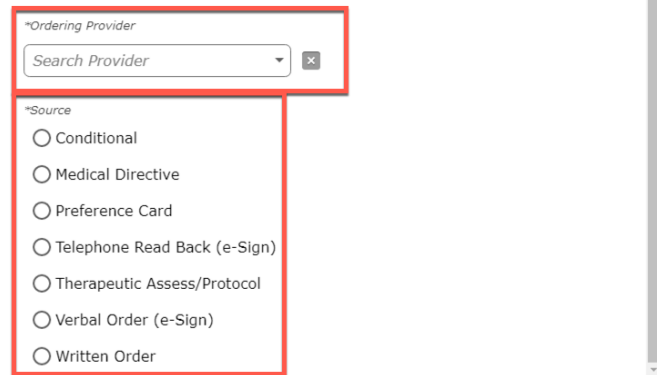 *Ordering Provider
Search Provider
*Source
Conditional
Medical Directive
Preference Card
Telephone Read Back (e-Sign)
Therapeutic Assess/Protocol
Verbal Order (e-Sign)
Written Order